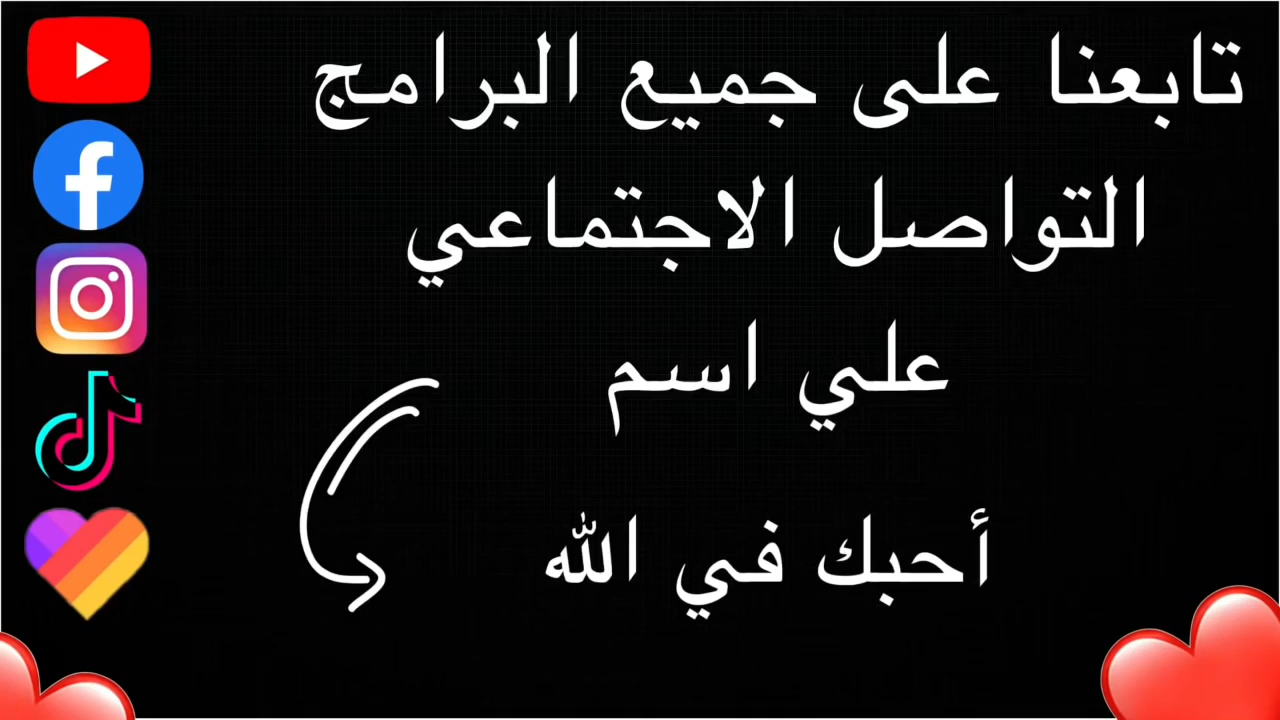 تابعنا على جميع البرامج
التواصل الاجتماعي
علي اسم
أحبك في الله